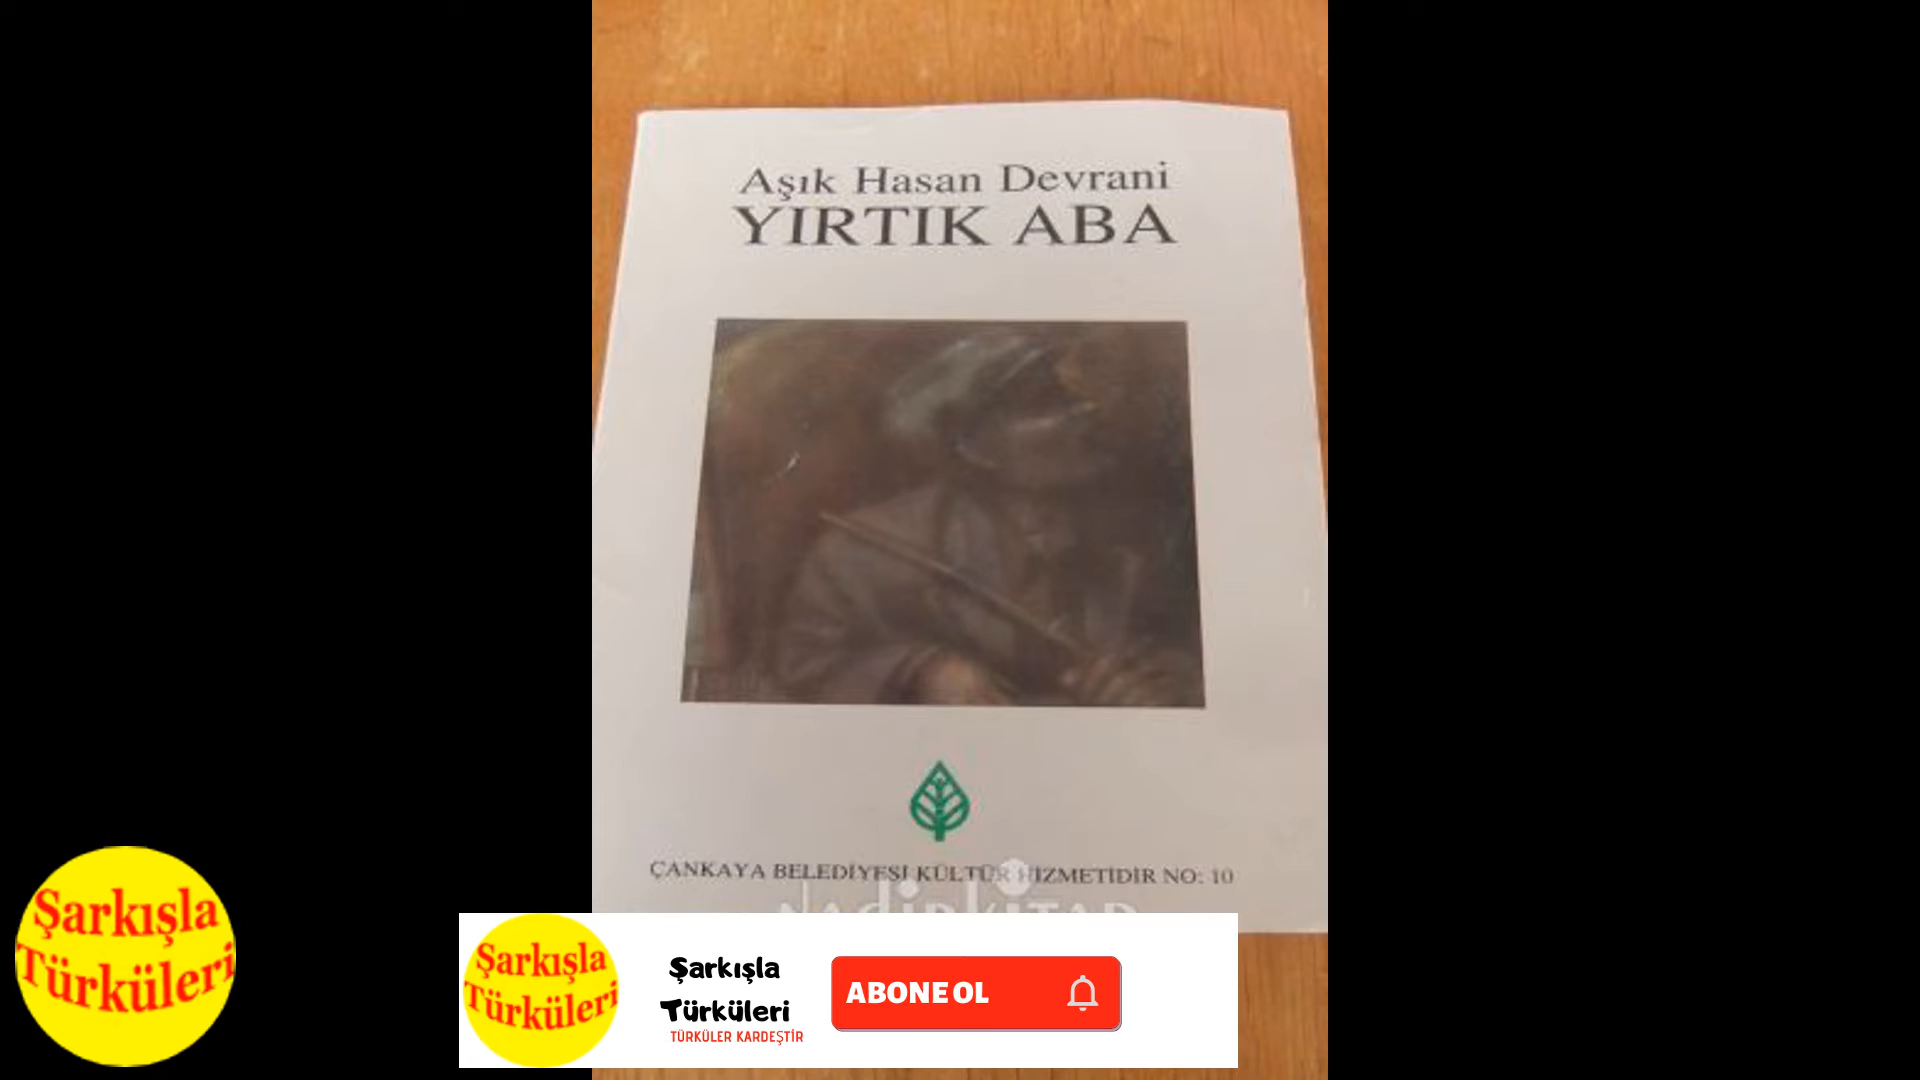 Aşık Hasan Devrani
YIRTIK ABA
ÇANKAYA BELEDİYESİ KÜLTÜR HİZMETİDİR NO: 10
nadirkitap
Şarkışla
Türküleri
Şarkışla
Türküleri
Şarkışla
Türküleri
TÜRKÜLER KARDEŞTİR
ABONE OL